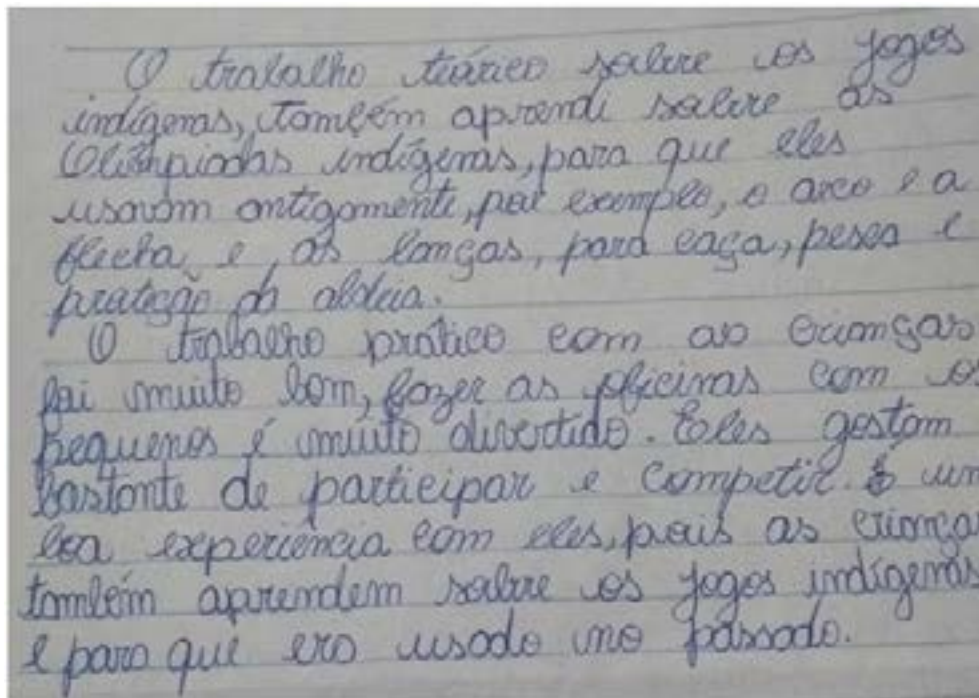 O trabalho teórico sobre os jogos
indígenas, também aprendi sobre as
Olimpíadas indígenas, para que eles
usavam antigamente, por exemplo, o arco e a
flecha, e, as lanças, para caça, pesca e
proteção da aldeia.
O trabalho prático com as crianças
foi muito bom, fazer as oficinas com os
pequenos é muito divertido. Eles gostam
bastante de participar e competir. É um
boa experiência com eles, pois as criança
também aprendem sobre os jogos indígenas
e para que era usado no passado.